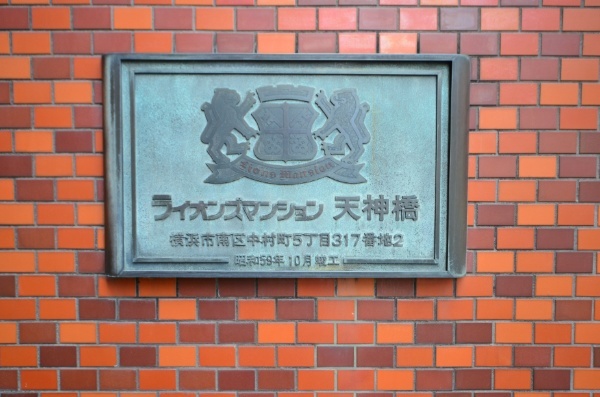 Lions Mansion
ライオンズマンション 天神橋
横浜市南区中村町5丁目317番地2
昭和59年10月竣工